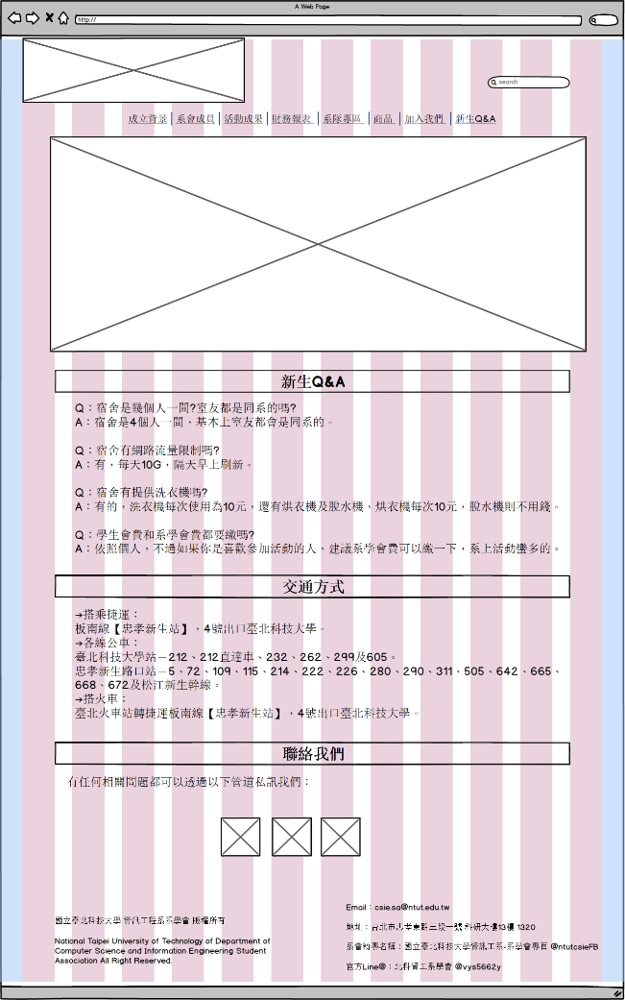 A Web Page
http://
search
成立背景 | 系會成員 | 活動成果 | 財務報表 | 系隊專區 | 商品 | 加入我們 | 新生Q&A
新生Q&A
Q：宿舍是幾個人一間?室友都是同系的嗎?
A：宿舍是4個人一間，基本上室友都會是同系的。
Q：宿舍有網路流量限制嗎?
A：有，每天10G，隔天早上刷新。
Q：宿舍有提供洗衣機嗎?
A：有的，洗衣機每次使用為10元，還有烘衣機及脫水機，烘衣機每次10元，脫水機則不用錢。
Q：學生會費和系學會費都要繳嗎?
A：依照個人，不過如果你是喜歡參加活動的人，建議系學會費可以繳一下，系上活動蠻多的。
交通方式
→搭乘捷運：
板南線【忠孝新生站】，4號出口臺北科技大學。
→各線公車：
臺北科技大學站－212、212直達車、232、262、299及605。
忠孝新生路口站－5、72、109、115、214、222、226、280、290、311、505、642、665、
668、672及松江新生幹線。
→搭火車：
臺北火車站轉捷運板南線【忠孝新生站】，4號出口臺北科技大學。
聯絡我們
有任何相關問題都可以透過以下管道私訊我們：
國立臺北科技大學 資訊工程系系學會 版權所有
National Taipei University of Technology of Department of
Computer Science and Information Engineering Student
Association All Right Reserved.
Email：csie.sa@ntut.edu.tw
地址：台北市忠孝東路三段一號 科研大樓13樓 1320
系會粉專名稱：國立臺北科技大學資訊工系-系學會專頁 @ntutcsieFB
官方Line@：北科資工系學會 @vys5662y